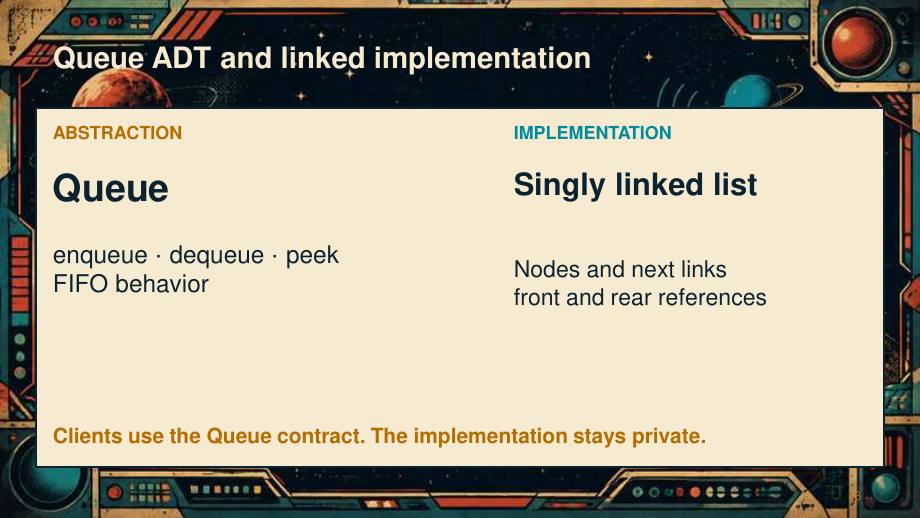 Queue ADT and linked implementation
ABSTRACTION
Queue
enqueue · dequeue · peek
FIFO behavior
IMPLEMENTATION
Singly linked list
Nodes and next links
front and rear references
Clients use the Queue contract. The implementation stays private.